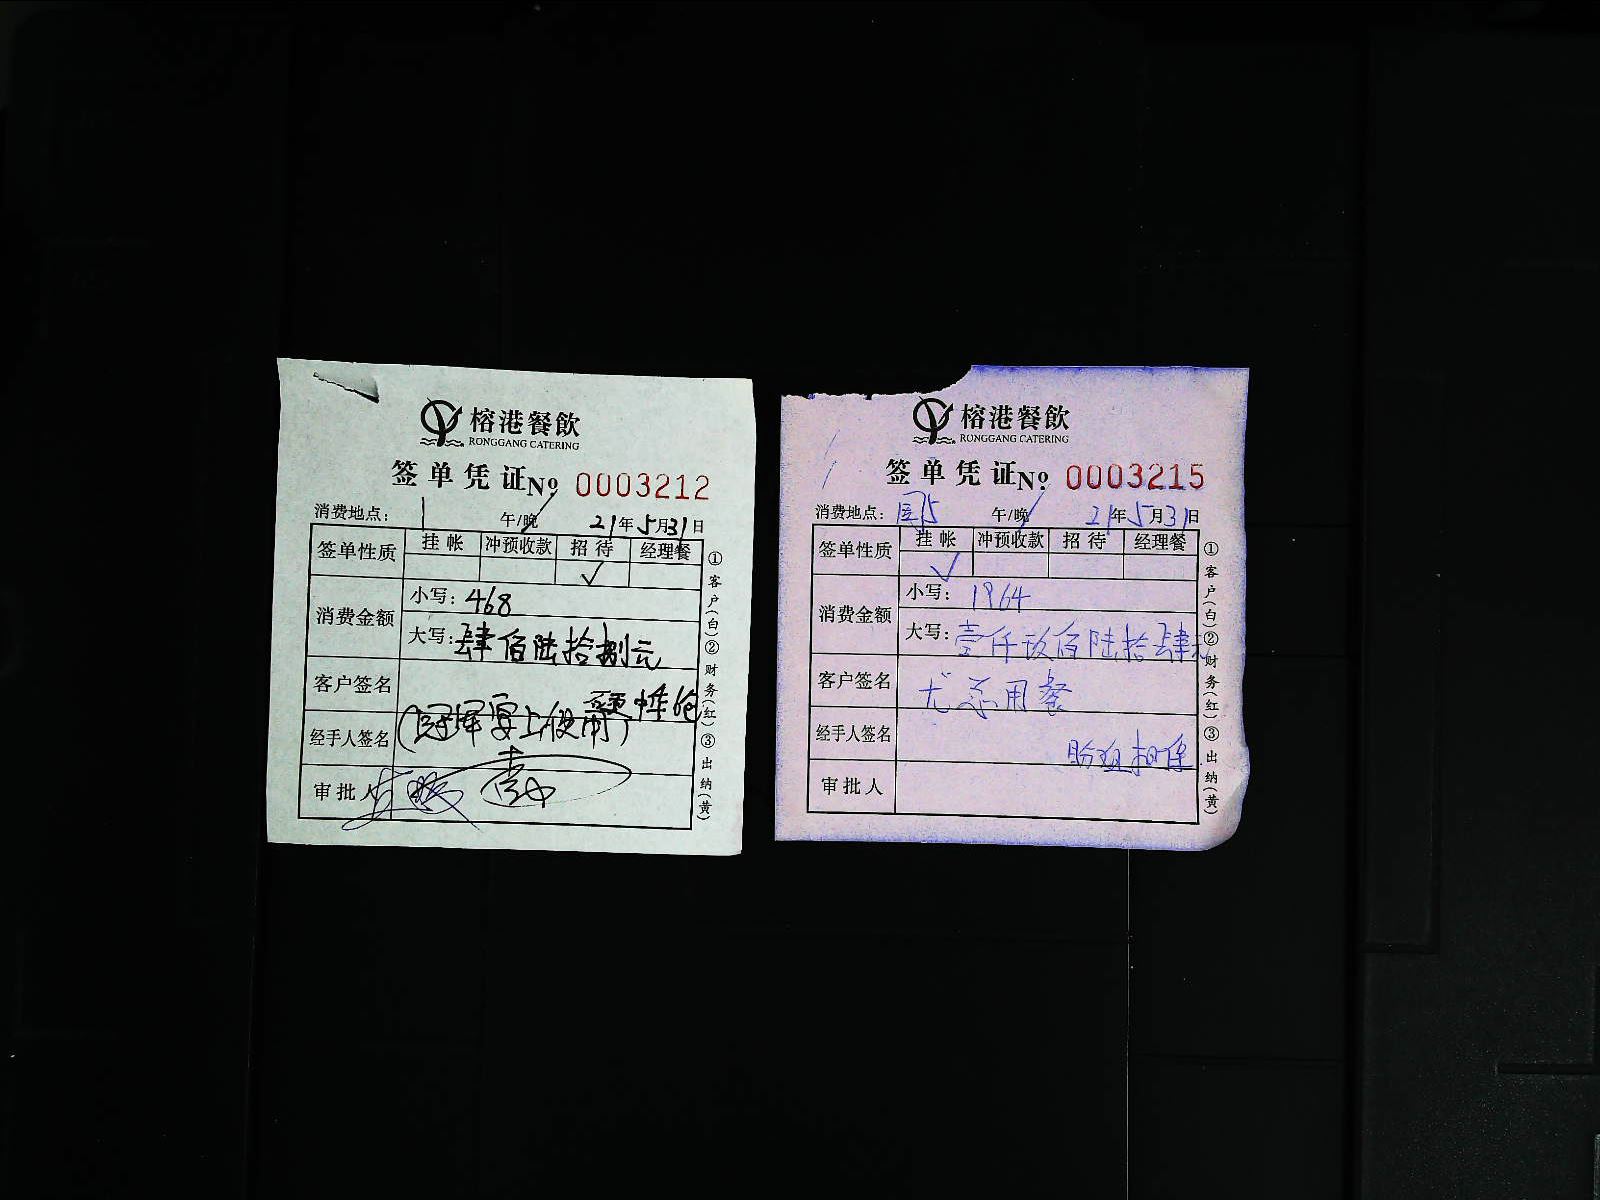 榕港餐飲
RONGGANG CATERING
签单凭证№ 0003212
消费地点： 午/晚 21年5月31日
签单性质 挂帐 冲预收款 招待 经理餐
√
消费金额 小写：468
大写：肆佰陆拾捌元
客户签名
经手人签名
审批人
①客户(白)②财务(红)③出纳(黄)
榕港餐飲
RONGGANG CATERING
签单凭证№ 0003215
消费地点： 午/晚 21年5月31日
签单性质 挂帐 冲预收款 招待 经理餐
√
消费金额 小写：1964
大写：壹仟玖佰陆拾肆元
客户签名 尤总用餐
经手人签名
审批人
①客户(白)②财务(红)③出纳(黄)